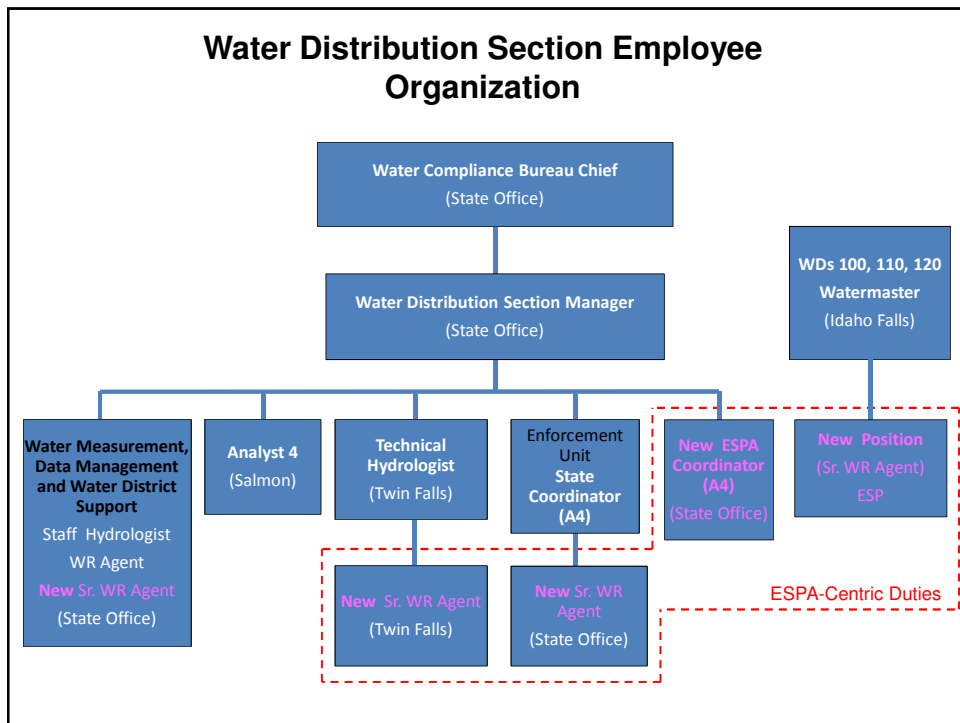 Water Distribution Section Employee
Organization
Water Compliance Bureau Chief
(State Office)
WDs 100, 110, 120
Watermaster
(Idaho Falls)
Water Distribution Section Manager
(State Office)
Water Measurement,
Data Management
and Water District
Support
Staff Hydrologist
WR Agent
New Sr. WR Agent
(State Office)
Analyst 4
(Salmon)
Technical
Hydrologist
(Twin Falls)
Enforcement
Unit
State
Coordinator
(A4)
New ESPA
Coordinator
(A4)
(State Office)
New Position
(Sr. WR Agent)
ESP
New Sr. WR Agent
(Twin Falls)
New Sr. WR
Agent
(State Office)
ESPA-Centric Duties